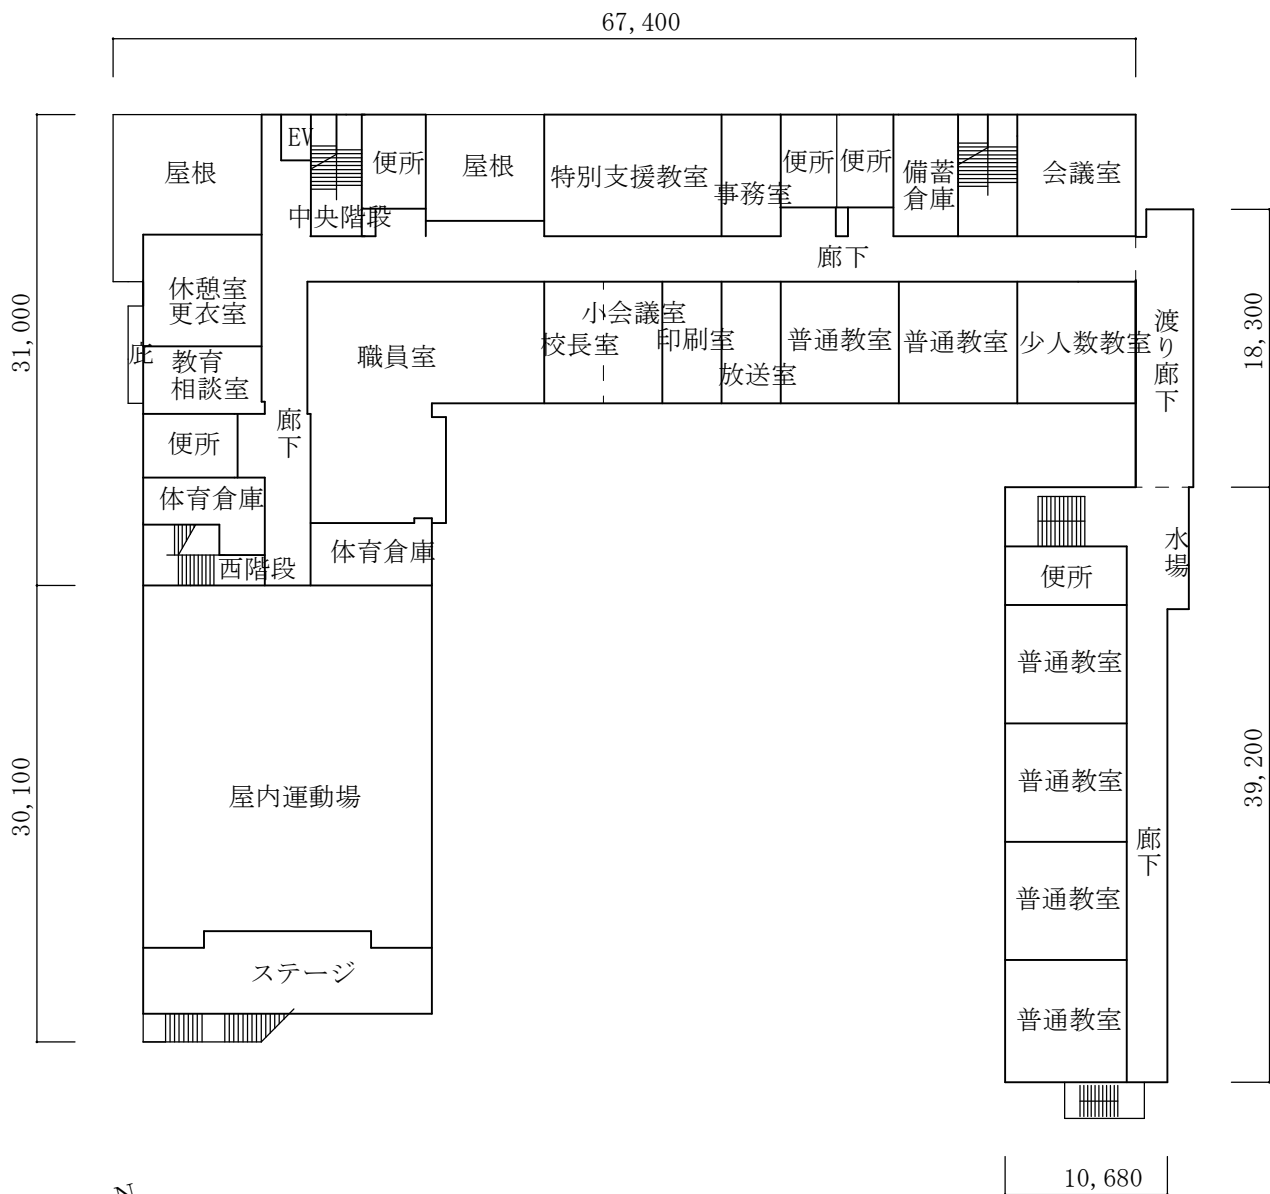 67,400
EV
屋根
便所
屋根
特別支援教室
事務室
便所
便所
備蓄
倉庫
会議室
中央階段
廊下
休憩室
更衣室
庇
教育
相談室
職員室
小会議室
校長室
印刷室
放送室
普通教室
普通教室
少人数教室
渡り廊下
31,000
18,300
廊下
便所
体育倉庫
西階段
体育倉庫
水場
便所
普通教室
普通教室
普通教室
普通教室
廊下
屋内運動場
ステージ
30,100
39,200
10,680
N